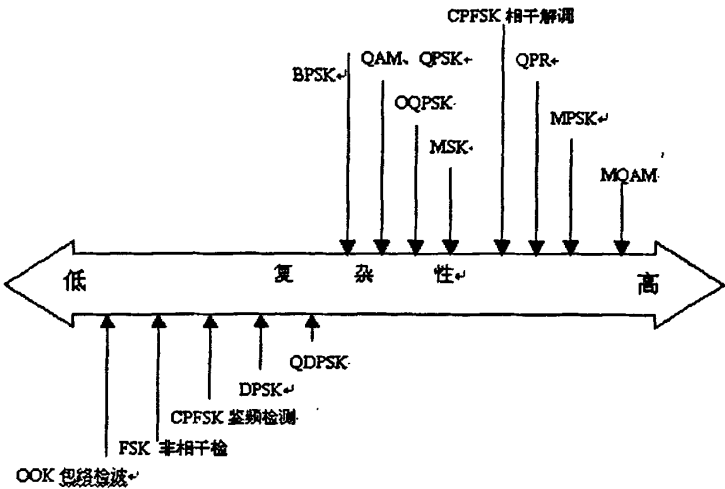 CPFSK 相干解调
QAM、QPSK
QPR
BPSK
OQPSK
MPSK
MSK
MQAM
低 复 杂 性 高
QDPSK
DPSK
CPFSK 鉴频检测
FSK 非相干检
OOK 包络检波